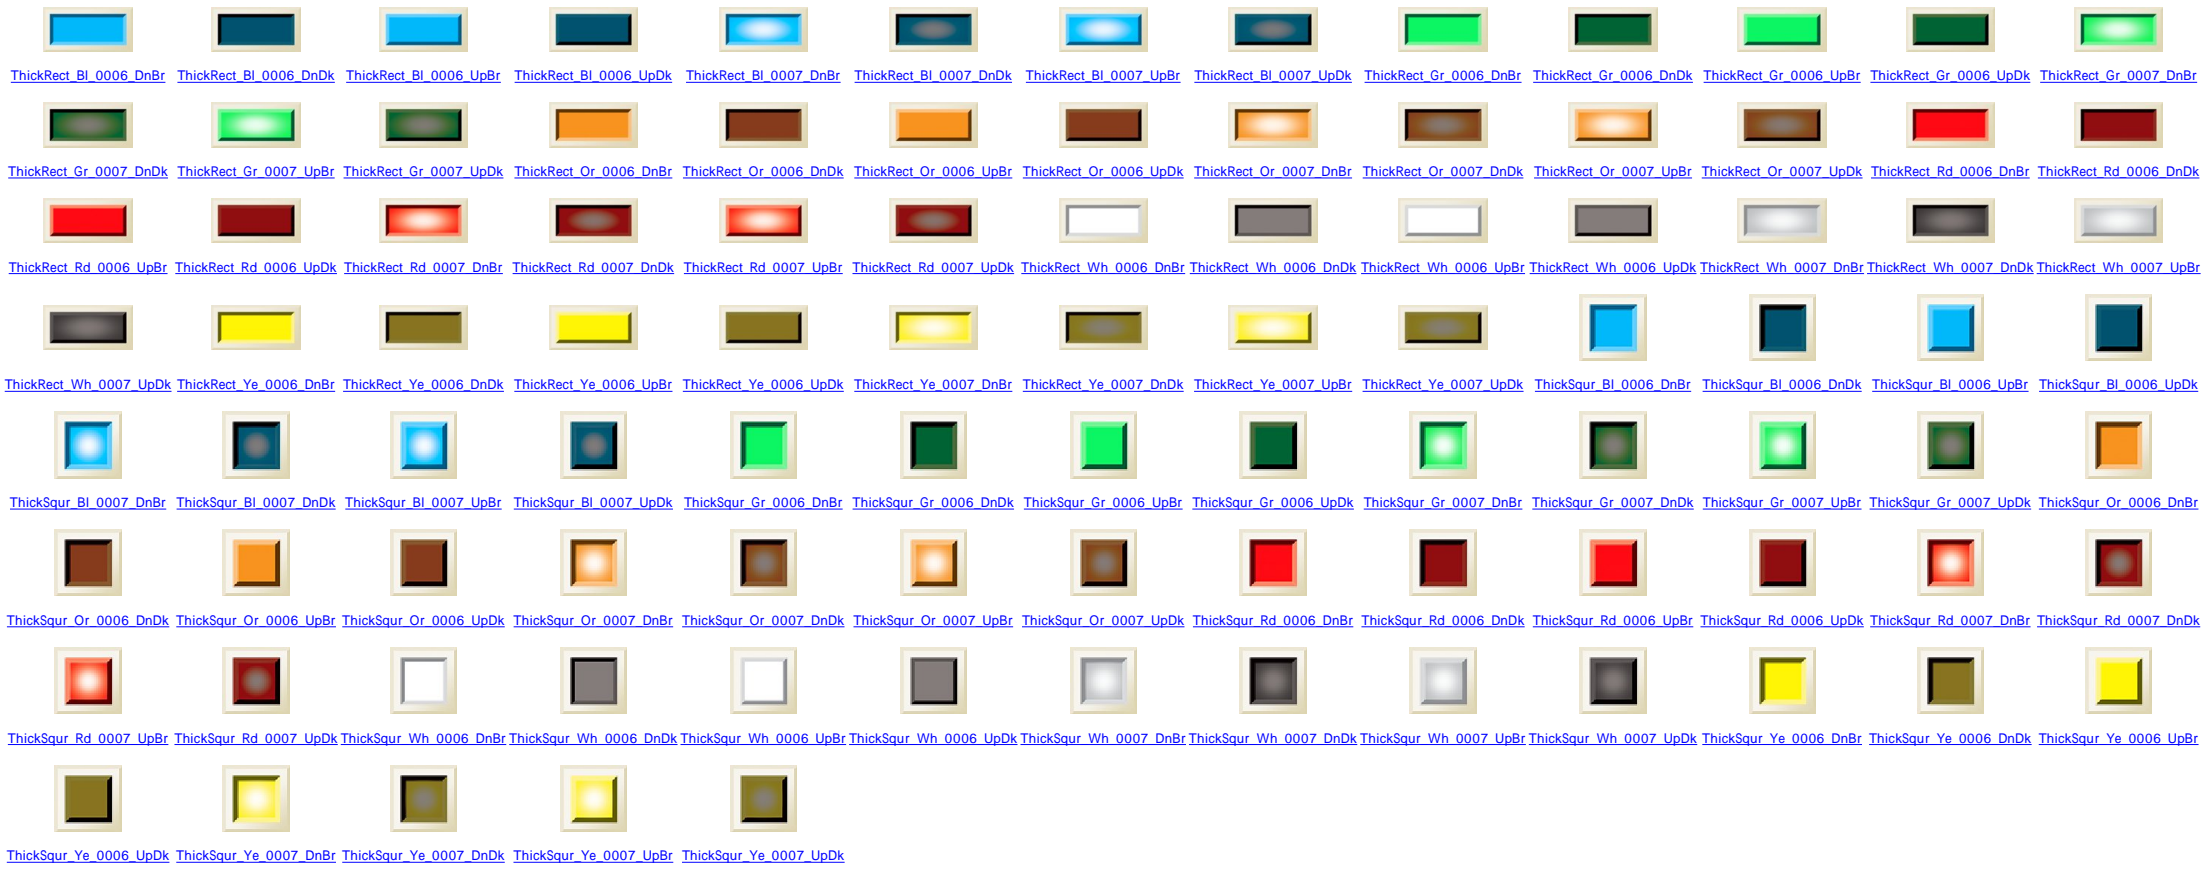 ThickRect_Bl_0006_DnBr ThickRect_Bl_0006_DnDk ThickRect_Bl_0006_UpBr ThickRect_Bl_0006_UpDk ThickRect_Bl_0007_DnBr ThickRect_Bl_0007_DnDk ThickRect_Bl_0007_UpBr ThickRect_Bl_0007_UpDk ThickRect_Gr_0006_DnBr ThickRect_Gr_0006_DnDk ThickRect_Gr_0006_UpBr ThickRect_Gr_0006_UpDk ThickRect_Gr_0007_DnBr
ThickRect_Gr_0007_DnDk ThickRect_Gr_0007_UpBr ThickRect_Gr_0007_UpDk ThickRect_Or_0006_DnBr ThickRect_Or_0006_DnDk ThickRect_Or_0006_UpBr ThickRect_Or_0006_UpDk ThickRect_Or_0007_DnBr ThickRect_Or_0007_DnDk ThickRect_Or_0007_UpBr ThickRect_Or_0007_UpDk ThickRect_Rd_0006_DnBr ThickRect_Rd_0006_DnDk
ThickRect_Rd_0006_UpBr ThickRect_Rd_0006_UpDk ThickRect_Rd_0007_DnBr ThickRect_Rd_0007_DnDk ThickRect_Rd_0007_UpBr ThickRect_Rd_0007_UpDk ThickRect_Wh_0006_DnBr ThickRect_Wh_0006_DnDk ThickRect_Wh_0006_UpBr ThickRect_Wh_0006_UpDk ThickRect_Wh_0007_DnBr ThickRect_Wh_0007_DnDk ThickRect_Wh_0007_UpBr
ThickRect_Wh_0007_UpDk ThickRect_Ye_0006_DnBr ThickRect_Ye_0006_DnDk ThickRect_Ye_0006_UpBr ThickRect_Ye_0006_UpDk ThickRect_Ye_0007_DnBr ThickRect_Ye_0007_DnDk ThickRect_Ye_0007_UpBr ThickRect_Ye_0007_UpDk ThickSqur_Bl_0006_DnBr ThickSqur_Bl_0006_DnDk ThickSqur_Bl_0006_UpBr ThickSqur_Bl_0006_UpDk
ThickSqur_Bl_0007_DnBr ThickSqur_Bl_0007_DnDk ThickSqur_Bl_0007_UpBr ThickSqur_Bl_0007_UpDk ThickSqur_Gr_0006_DnBr ThickSqur_Gr_0006_DnDk ThickSqur_Gr_0006_UpBr ThickSqur_Gr_0006_UpDk ThickSqur_Gr_0007_DnBr ThickSqur_Gr_0007_DnDk ThickSqur_Gr_0007_UpBr ThickSqur_Gr_0007_UpDk ThickSqur_Or_0006_DnBr
ThickSqur_Or_0006_DnDk ThickSqur_Or_0006_UpBr ThickSqur_Or_0006_UpDk ThickSqur_Or_0007_DnBr ThickSqur_Or_0007_DnDk ThickSqur_Or_0007_UpBr ThickSqur_Or_0007_UpDk ThickSqur_Rd_0006_DnBr ThickSqur_Rd_0006_DnDk ThickSqur_Rd_0006_UpBr ThickSqur_Rd_0006_UpDk ThickSqur_Rd_0007_DnBr ThickSqur_Rd_0007_DnDk
ThickSqur_Rd_0007_UpBr ThickSqur_Rd_0007_UpDk ThickSqur_Wh_0006_DnBr ThickSqur_Wh_0006_DnDk ThickSqur_Wh_0006_UpBr ThickSqur_Wh_0006_UpDk ThickSqur_Wh_0007_DnBr ThickSqur_Wh_0007_DnDk ThickSqur_Wh_0007_UpBr ThickSqur_Wh_0007_UpDk ThickSqur_Ye_0006_DnBr ThickSqur_Ye_0006_DnDk ThickSqur_Ye_0006_UpBr
ThickSqur_Ye_0006_UpDk ThickSqur_Ye_0007_DnBr ThickSqur_Ye_0007_DnDk ThickSqur_Ye_0007_UpBr ThickSqur_Ye_0007_UpDk